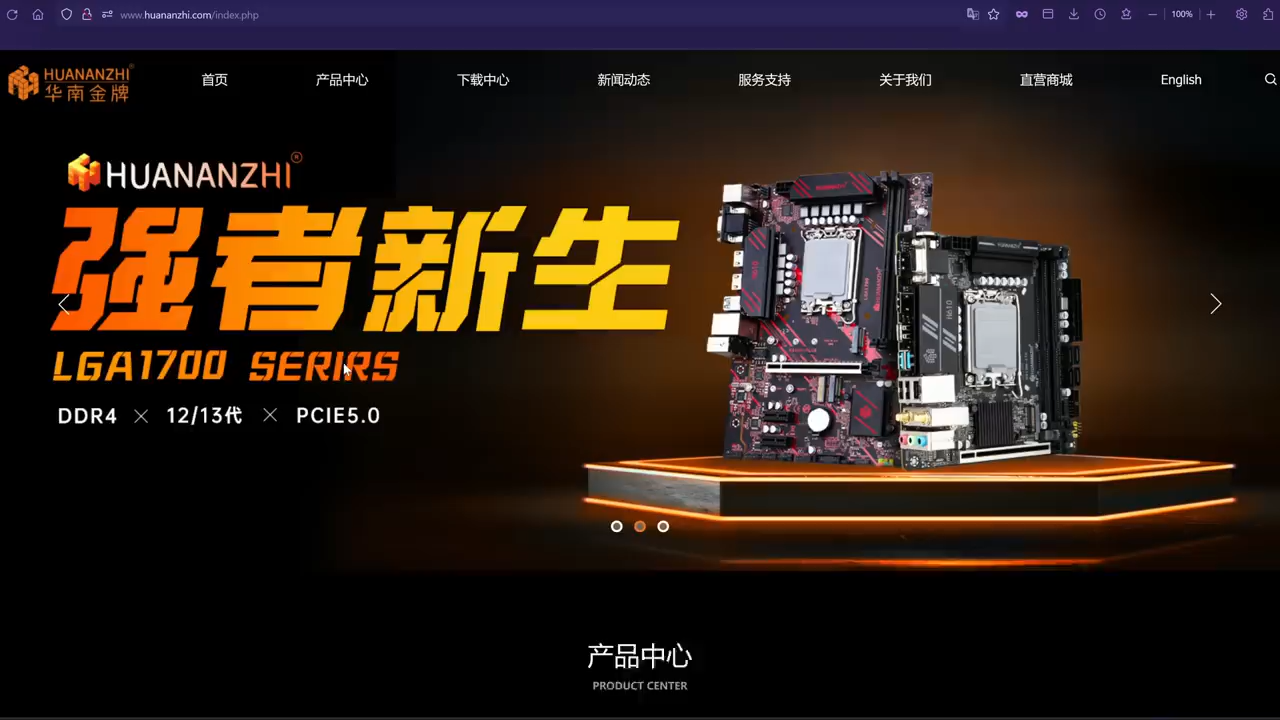 www.huananzhi.com/index.php
100%
HUANANZHI®
华南金牌
首页
产品中心
下载中心
新闻动态
服务支持
关于我们
直营商城
English
HUANANZHI®
强者新生
LGA1700 SERIRS
DDR4 × 12/13代 × PCIE5.0
产品中心
PRODUCT CENTER